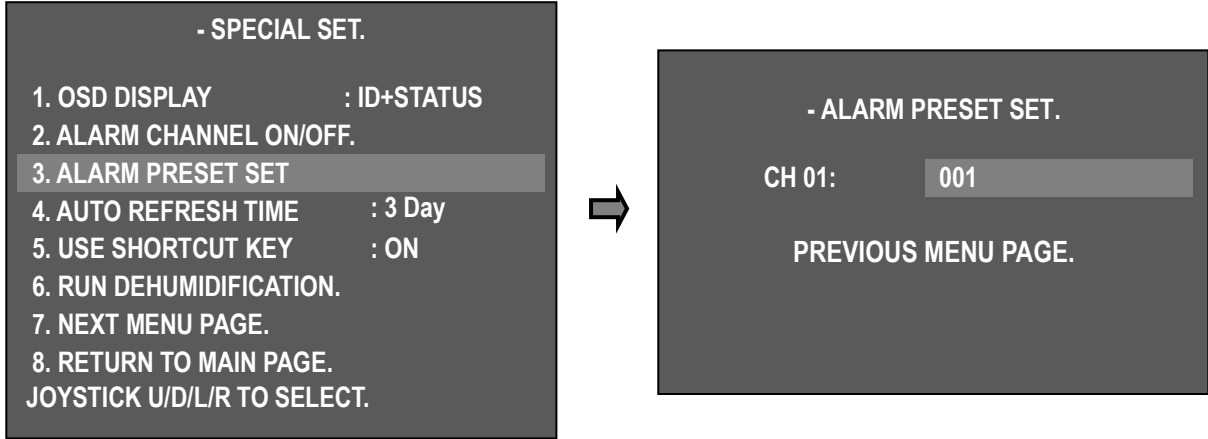 - SPECIAL SET.
1. OSD DISPLAY : ID+STATUS
2. ALARM CHANNEL ON/OFF.
3. ALARM PRESET SET
4. AUTO REFRESH TIME : 3 Day
5. USE SHORTCUT KEY : ON
6. RUN DEHUMIDIFICATION.
7. NEXT MENU PAGE.
8. RETURN TO MAIN PAGE.
JOYSTICK U/D/L/R TO SELECT.
- ALARM PRESET SET.
CH 01: 001
PREVIOUS MENU PAGE.